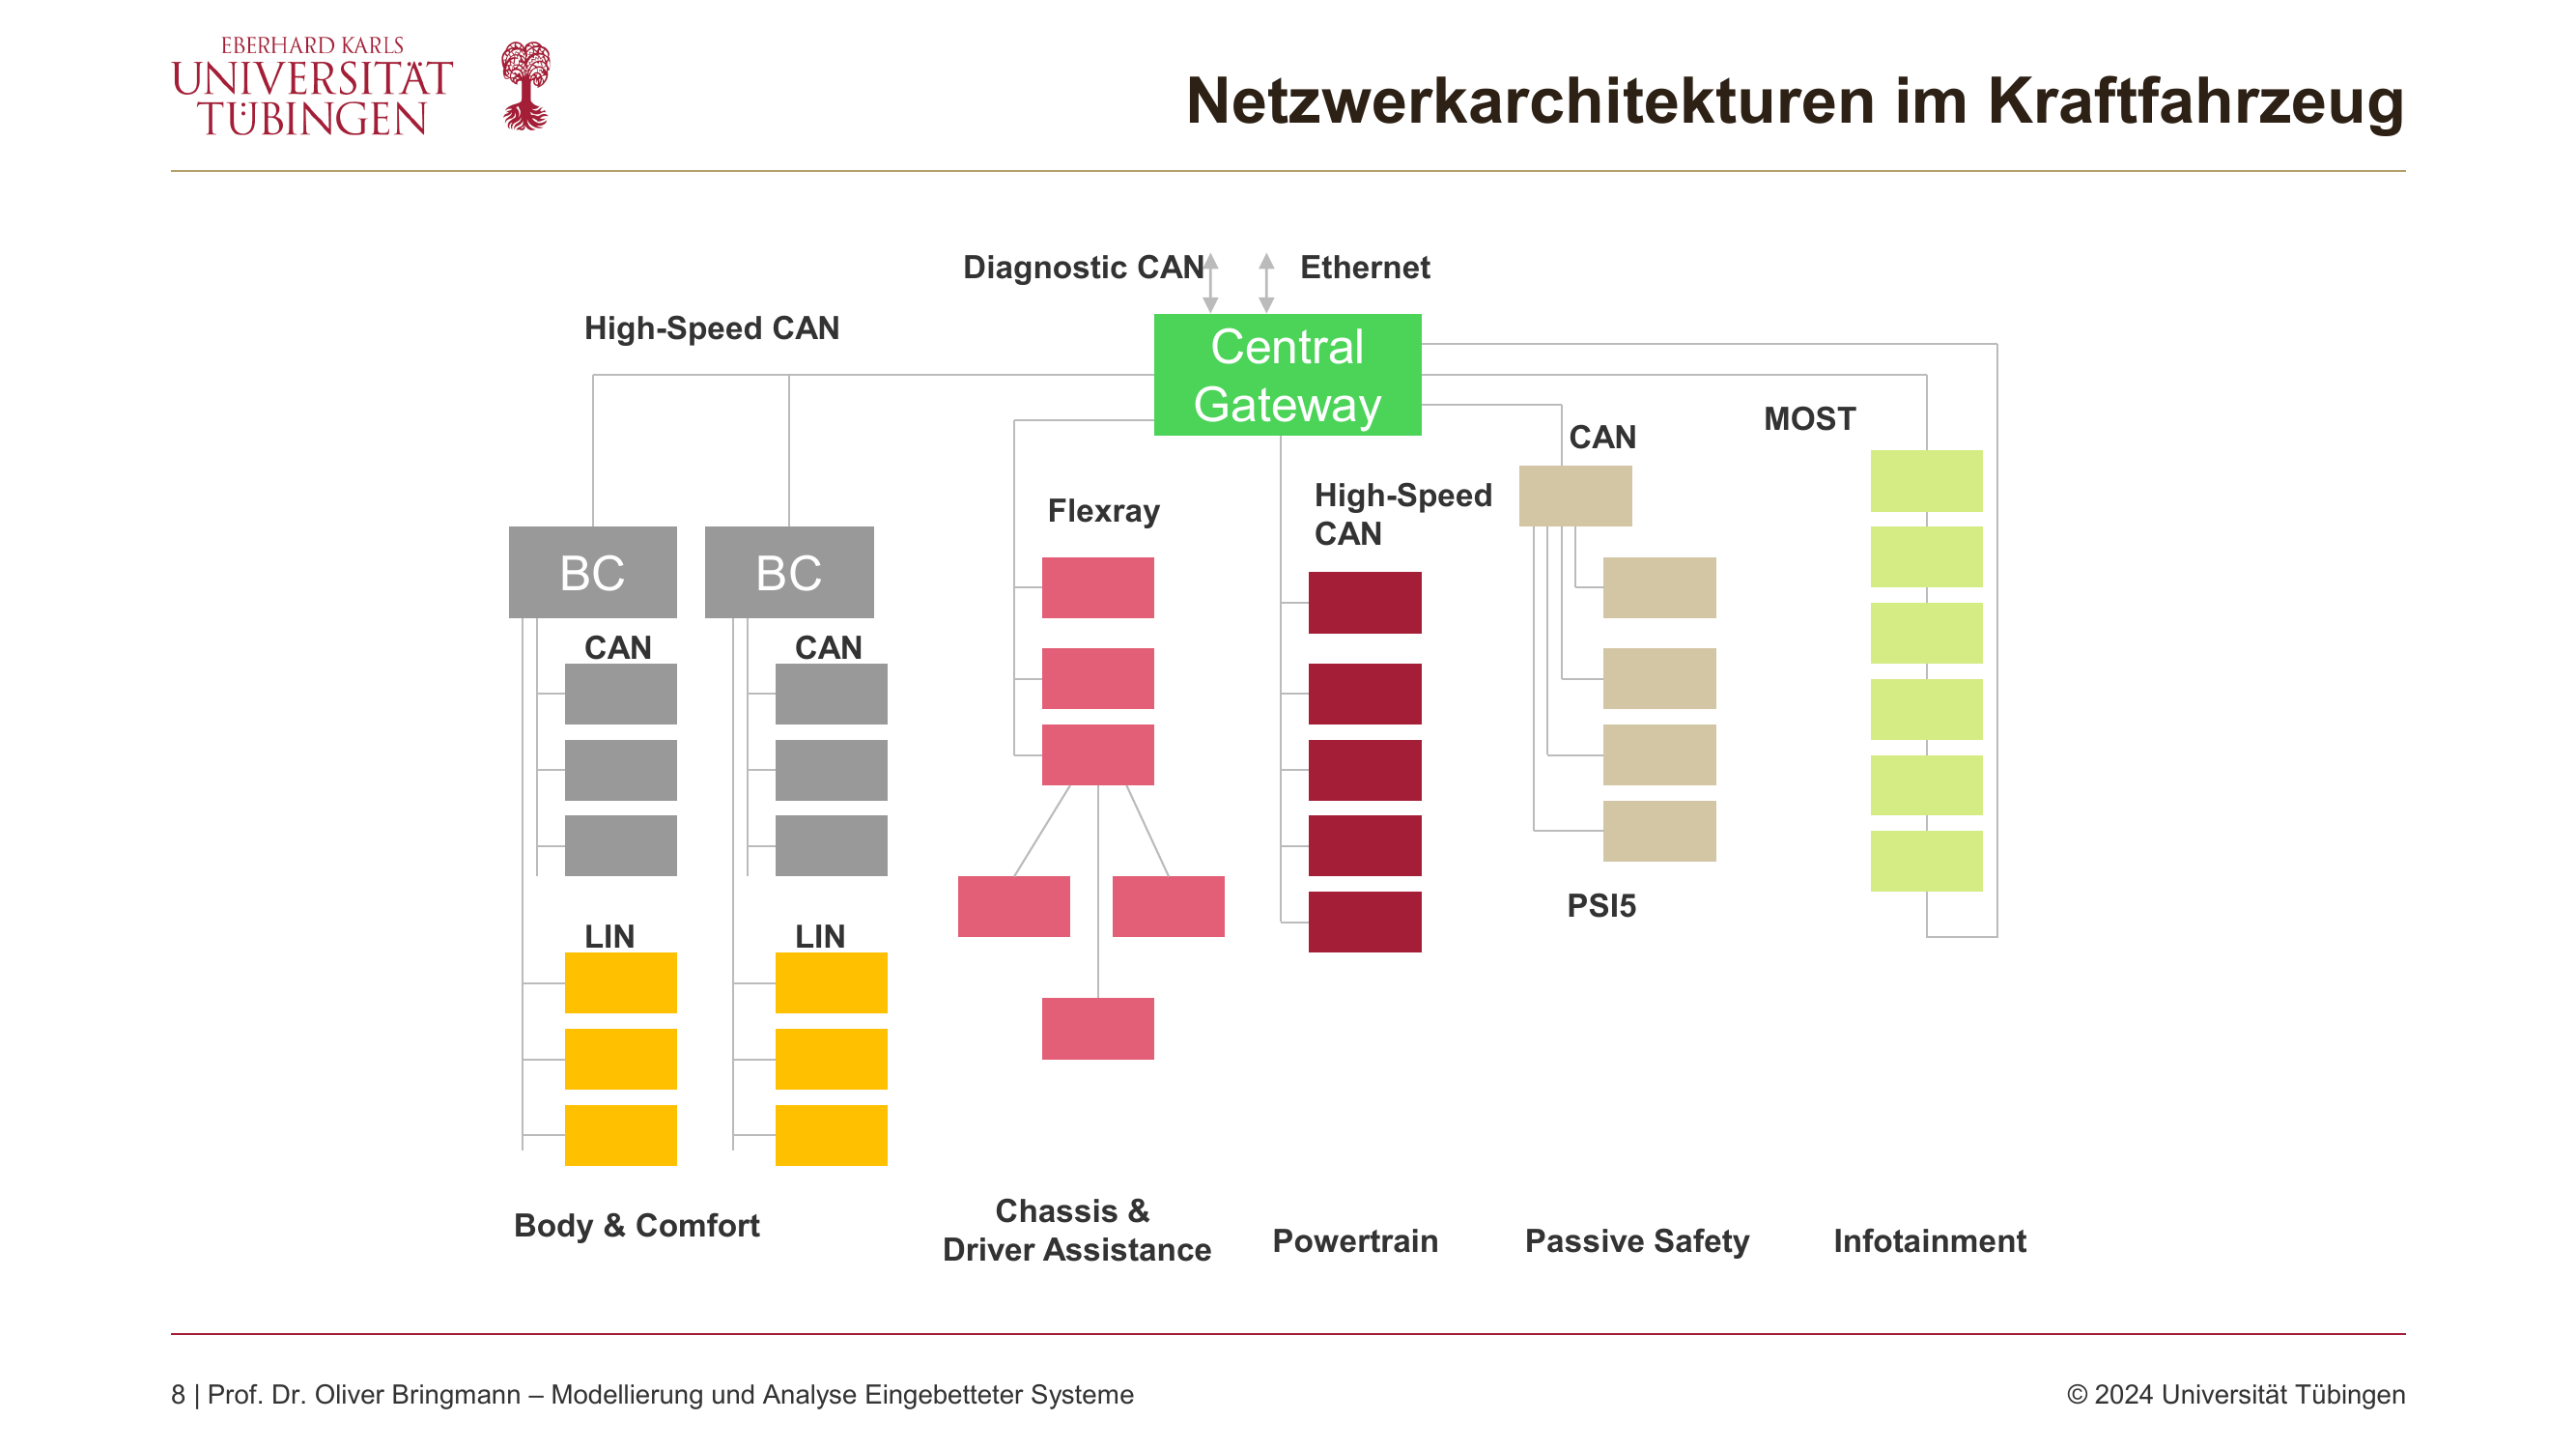 EBERHARD KARLS
UNIVERSITÄT
TÜBINGEN
Netzwerkarchitekturen im Kraftfahrzeug
Diagnostic CAN
Ethernet
High-Speed CAN
Central
Gateway
CAN
MOST
Flexray
High-Speed
CAN
BC
BC
CAN
CAN
PSI5
LIN
LIN
Body & Comfort
Chassis &
Driver Assistance
Powertrain
Passive Safety
Infotainment
8 | Prof. Dr. Oliver Bringmann – Modellierung und Analyse Eingebetteter Systeme
© 2024 Universität Tübingen